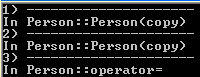 1) ---------------------
In Person::Person(copy)
2) ---------------------
In Person::Person(copy)
3) ---------------------
In Person::operator=